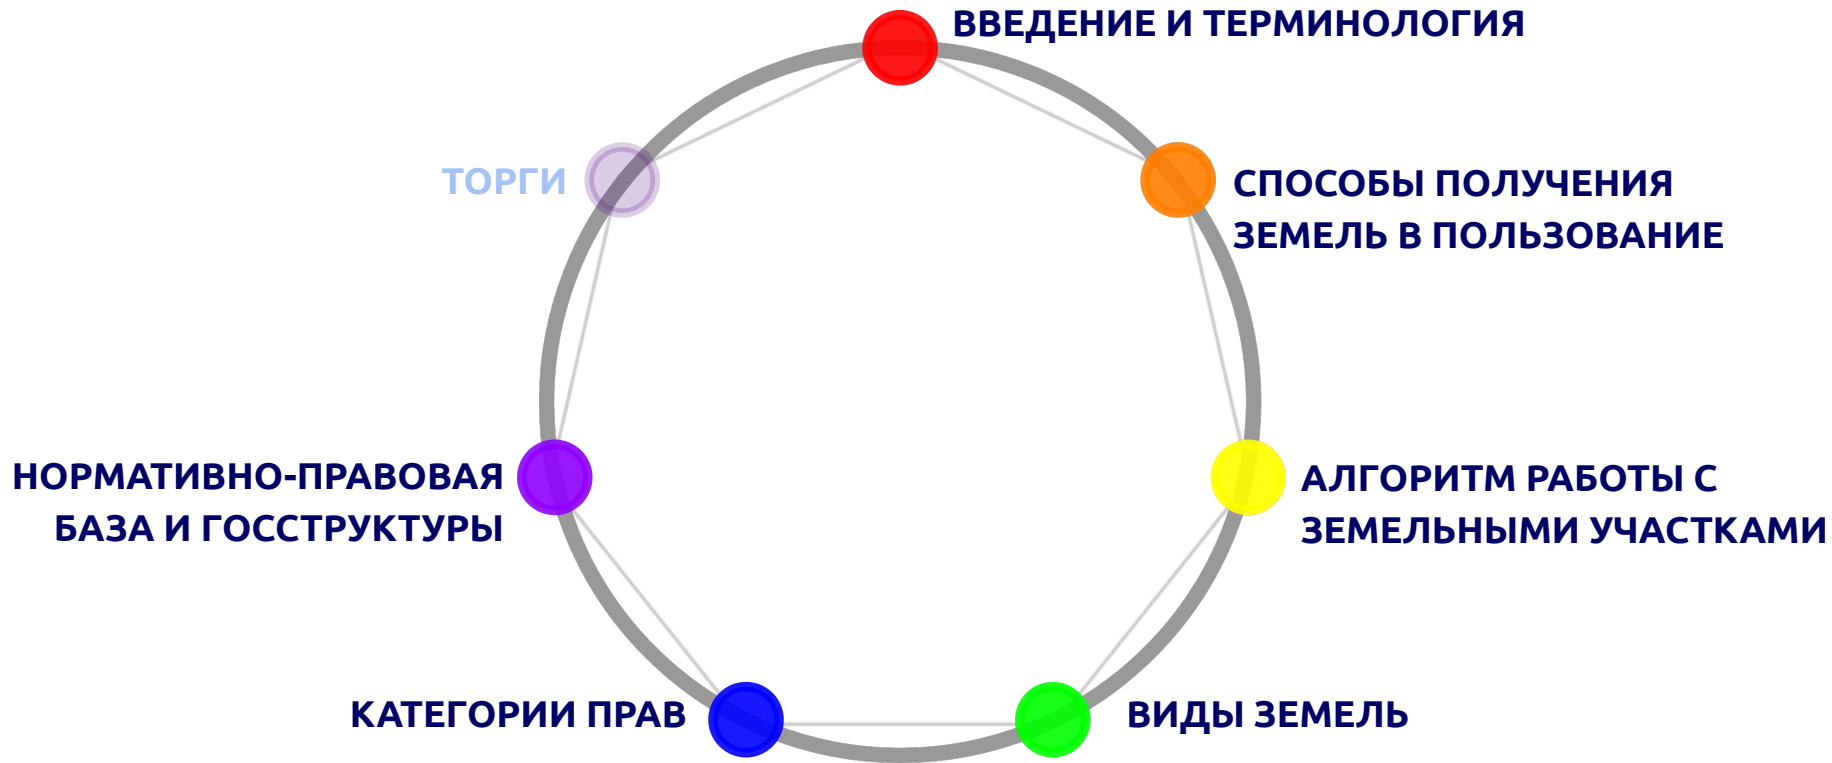 ВВЕДЕНИЕ И ТЕРМИНОЛОГИЯ
СПОСОБЫ ПОЛУЧЕНИЯ
ЗЕМЕЛЬ В ПОЛЬЗОВАНИЕ
АЛГОРИТМ РАБОТЫ С
ЗЕМЕЛЬНЫМИ УЧАСТКАМИ
ВИДЫ ЗЕМЕЛЬ
КАТЕГОРИИ ПРАВ
НОРМАТИВНО-ПРАВОВАЯ
БАЗА И ГОССТРУКТУРЫ
ТОРГИ